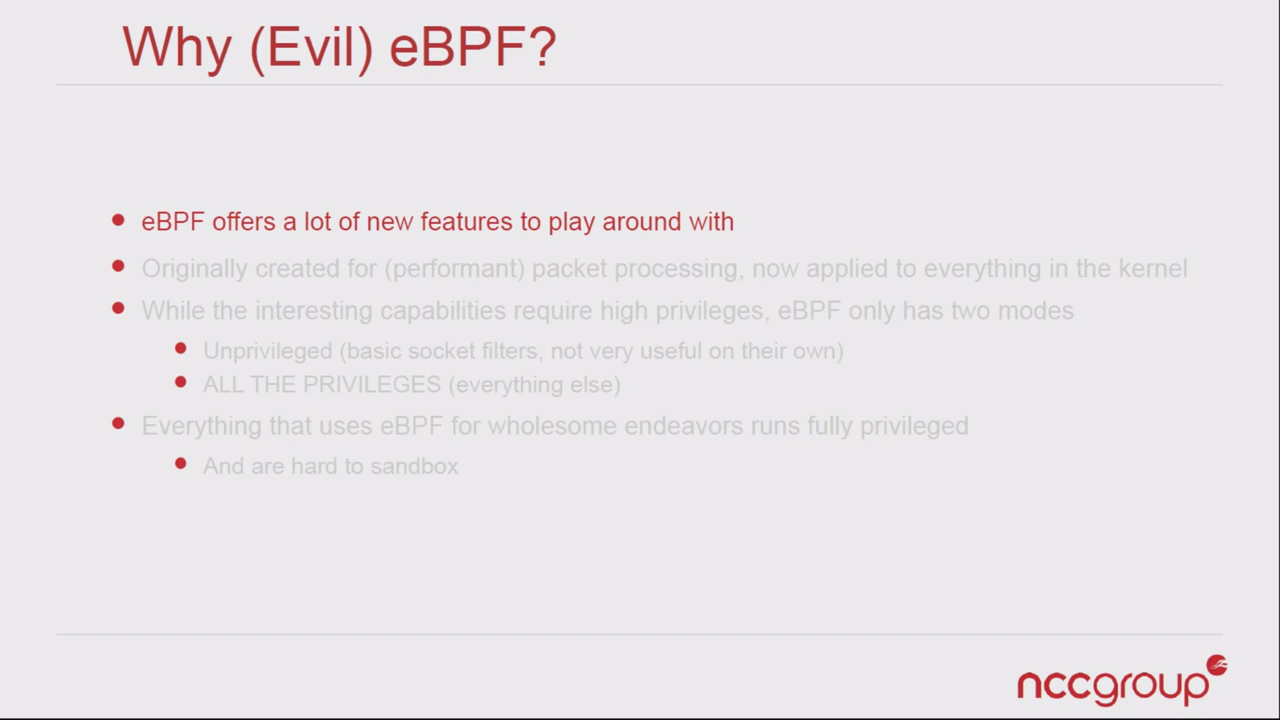 Why (Evil) eBPF?
eBPF offers a lot of new features to play around with
Originally created for (performant) packet processing, now applied to everything in the kernel
While the interesting capabilities require high privileges, eBPF only has two modes
Unprivileged (basic socket filters, not very useful on their own)
ALL THE PRIVILEGES (everything else)
Everything that uses eBPF for wholesome endeavors runs fully privileged
And are hard to sandbox
nccgroup